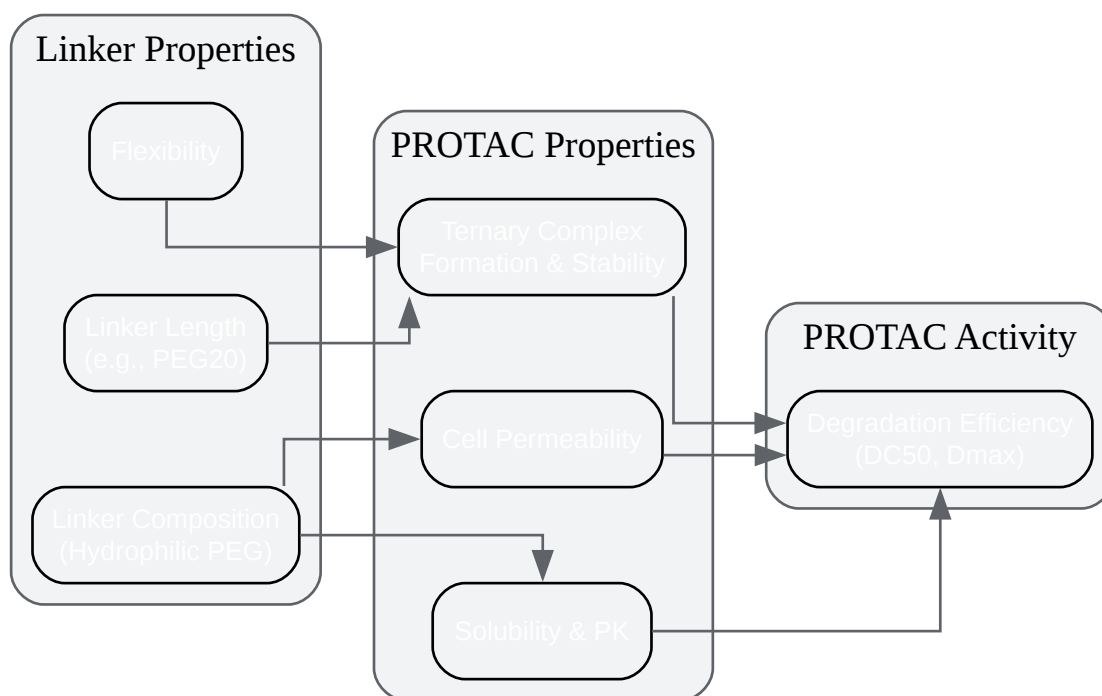 Linker Properties
Flexibility
Linker Length
(e.g., PEG20)
Linker Composition
(Hydrophilic PEG)
PROTAC Properties
Ternary Complex
Formation & Stability
Cell Permeability
Solubility & PK
PROTAC Activity
Degradation Efficiency
(DC50, Dmax)